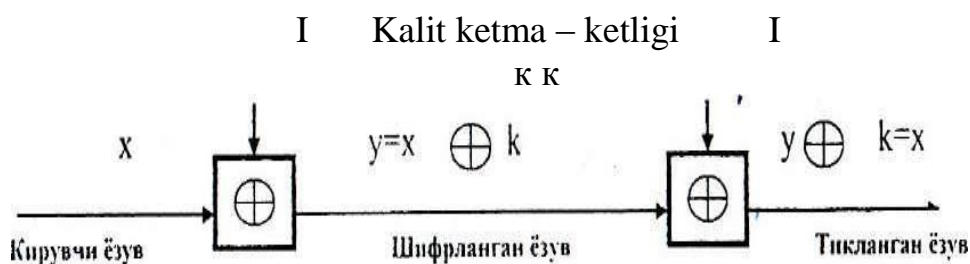 I Kalit ketma – ketligi I
к к
x y=x ⊕ k y ⊕ k=x
⊕ ⊕
Кирувчи ёзув Шифрланган ёзув Тикланган ёзув